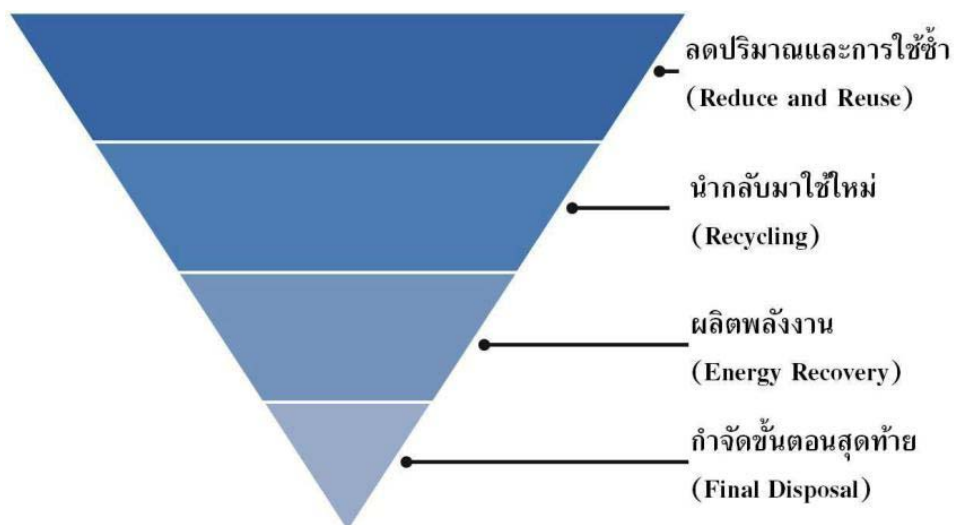 ลดปริมาณและการใช้ซ้ำ
(Reduce and Reuse)
นำกลับมาใช้ใหม่
(Recycling)
ผลิตพลังงาน
(Energy Recovery)
กำจัดขั้นตอนสุดท้าย
(Final Disposal)